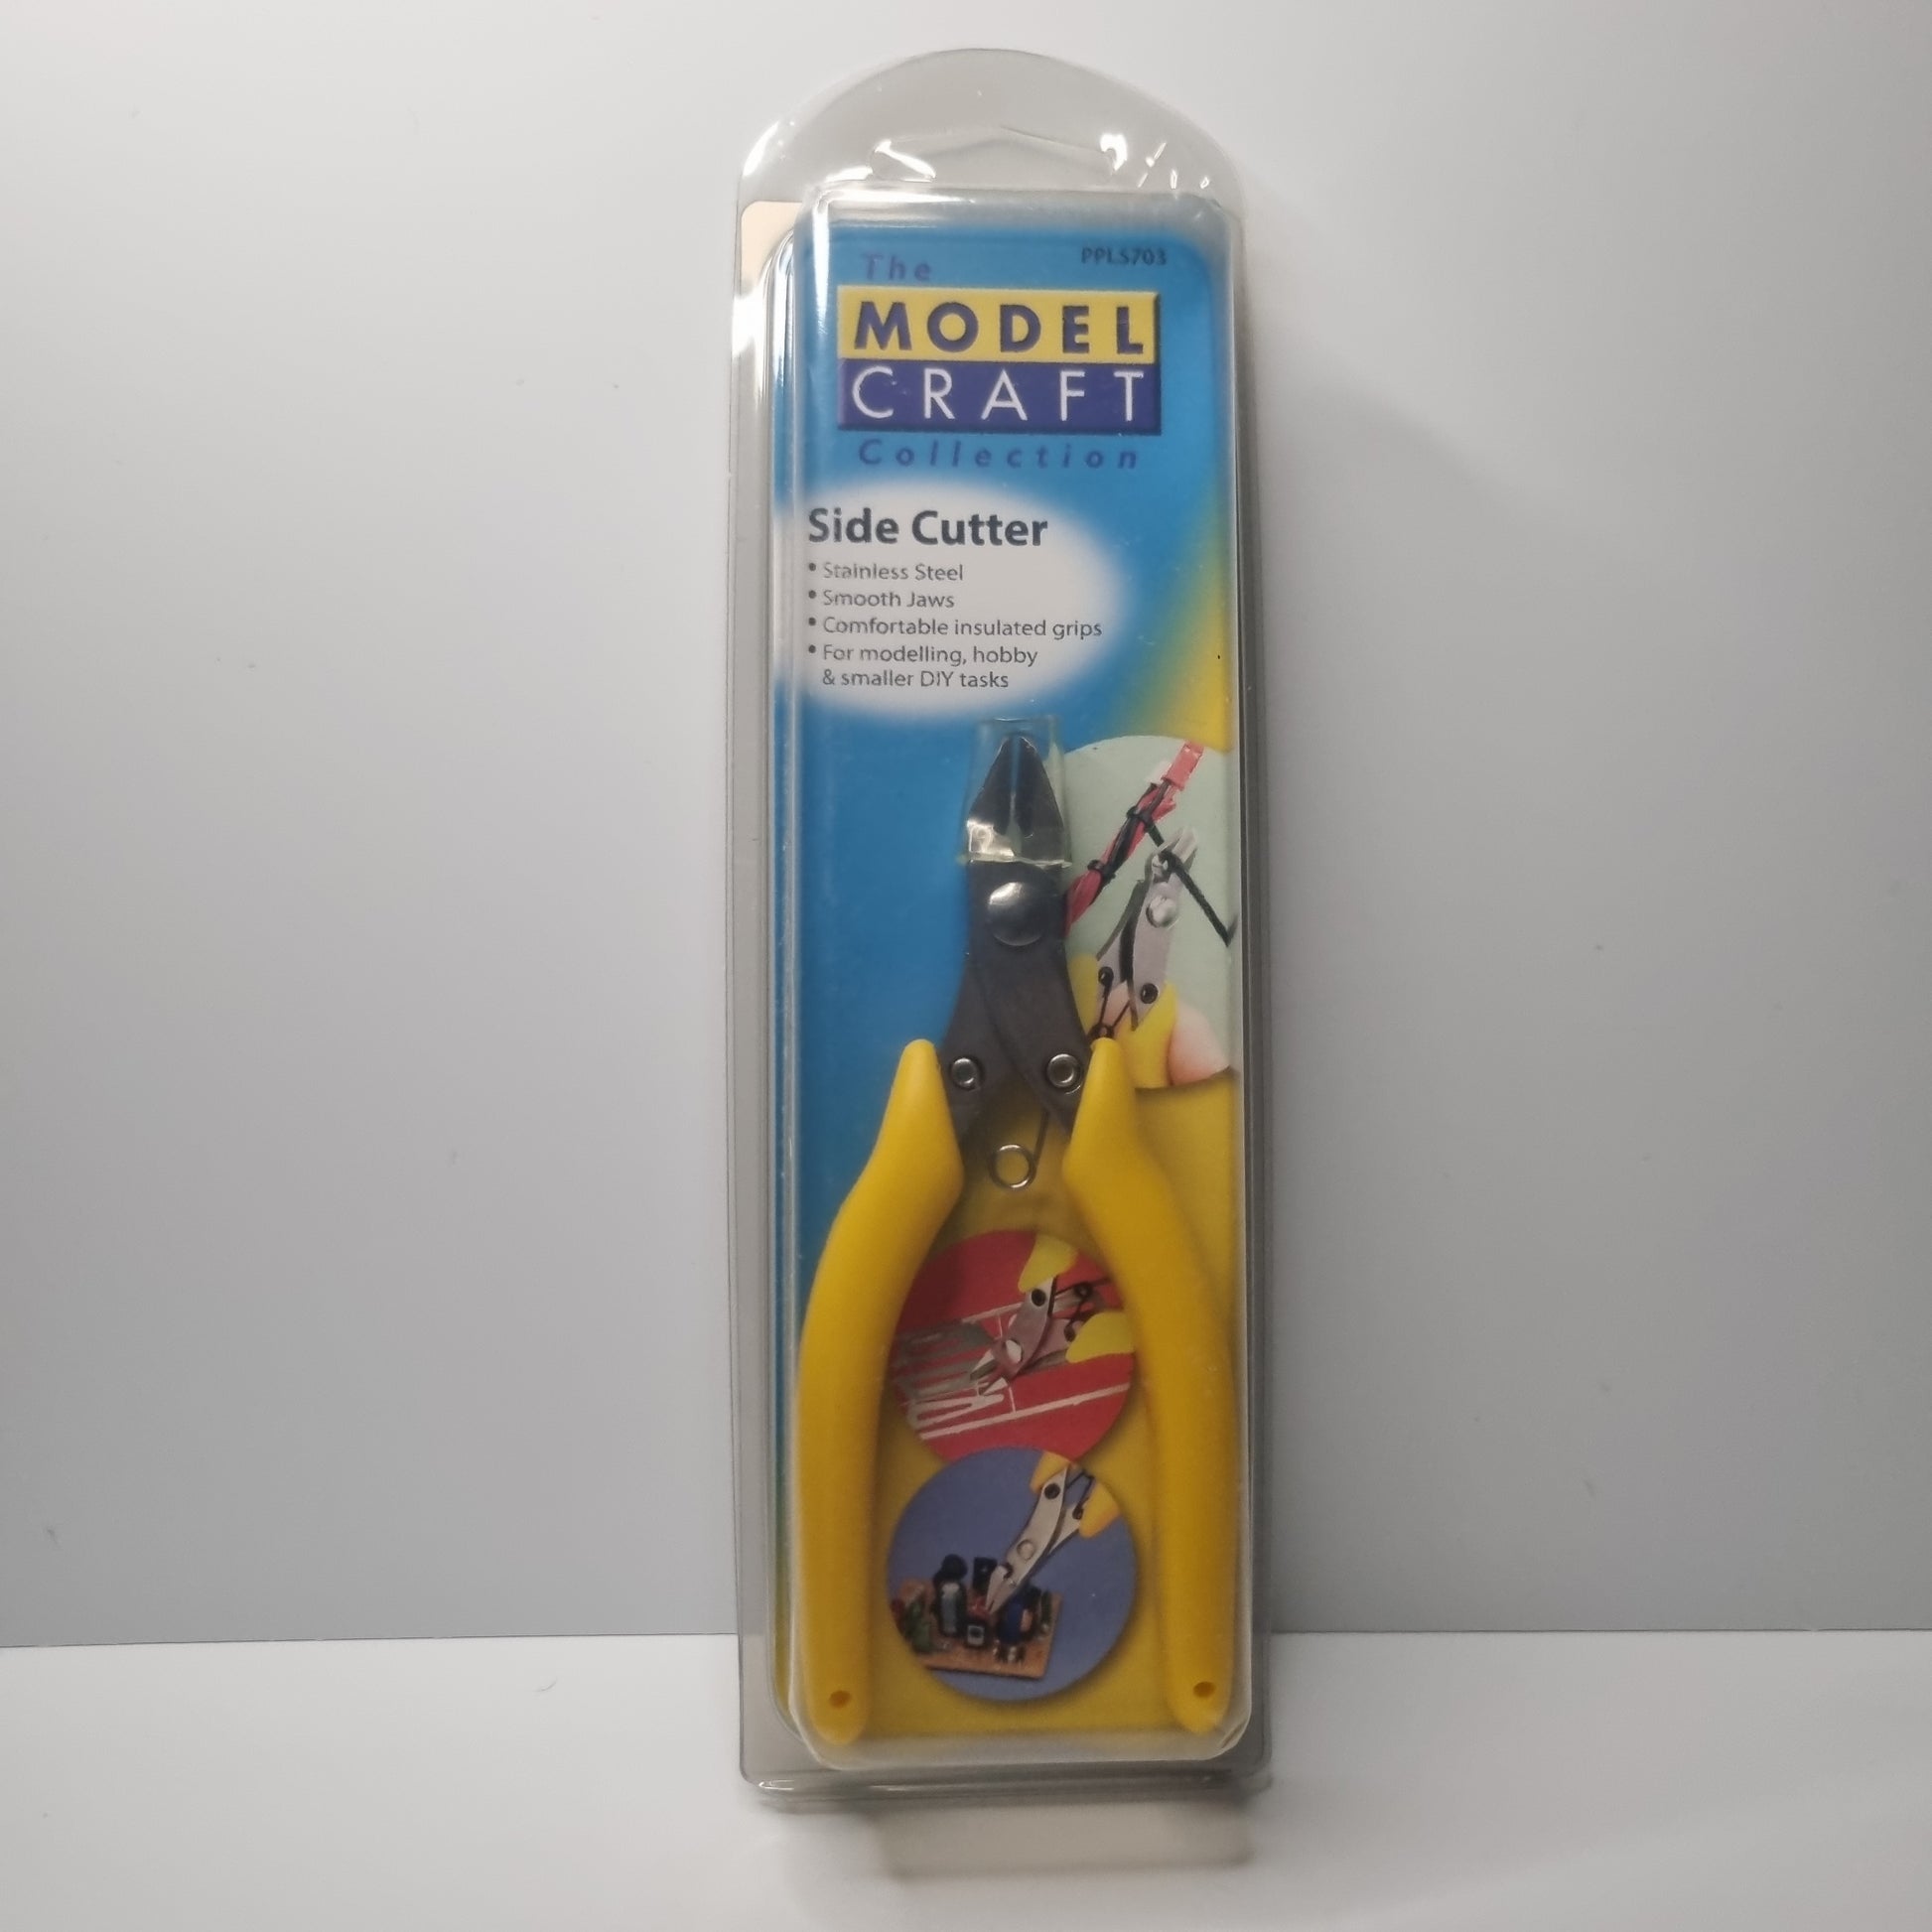 PPL5703
The
MODEL
CRAFT
Collection
Side Cutter
• Stainless Steel
• Smooth Jaws
• Comfortable insulated grips
• For modelling, hobby
& smaller DIY tasks